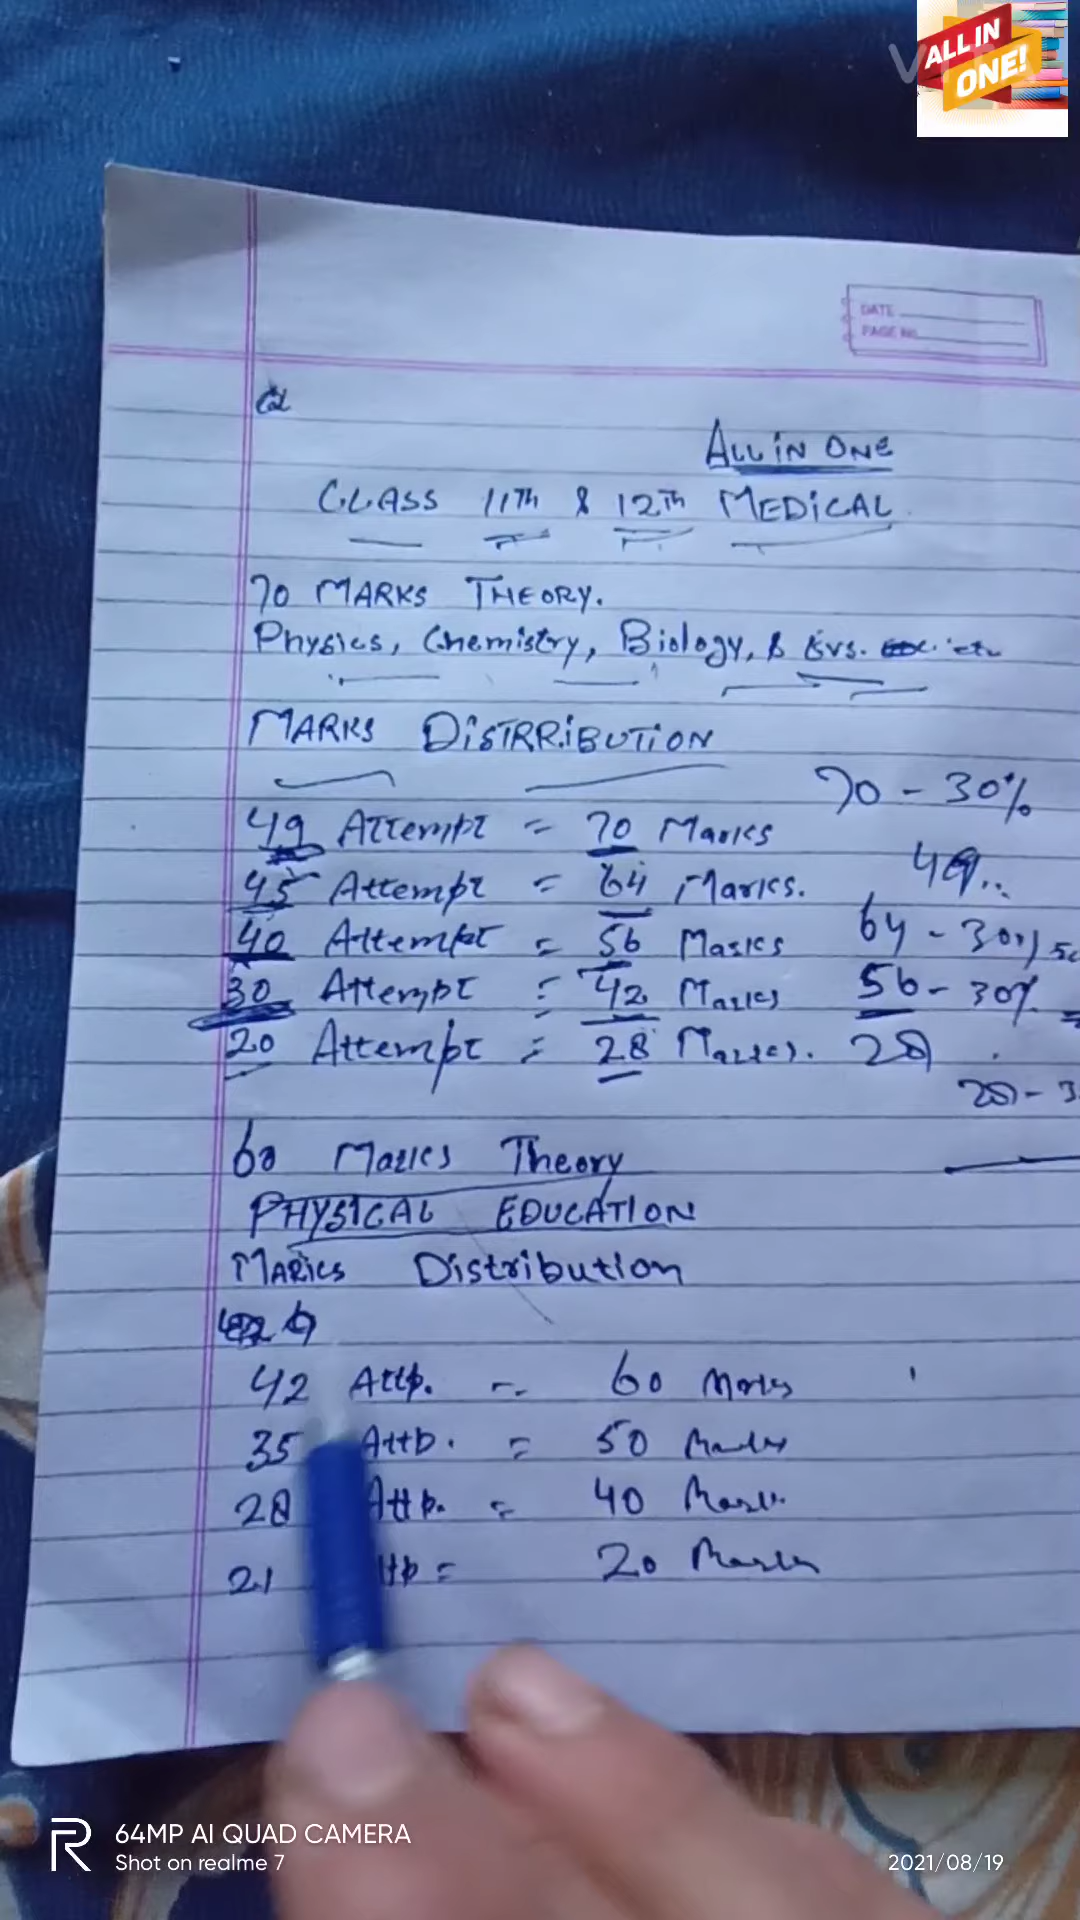 ALL IN
ONE!
DATE
PAGE No.
ALL IN ONE
CLASS 11TH & 12TH MEDICAL
70 MARKS THEORY.
Physics, Chemistry, Biology, & Evs. etc
MARKS DISTRRIBUTION
70 - 30%
49 Attempt = 70 Marks
49..
45 Attempt = 64 Marks.
40 Attempt = 56 Marks
64 - 30%
30 Attempt = 42 Marks
56 - 30%
20 Attempt = 28 Marks.
28
28 - 3
60 Marks Theory
PHYSICAL EDUCATION
MARKS Distribution
42 Attp. = 60 Marks
35 Attp. = 50 Marks
28 Attp. = 40 Marks
21 ttp = 20 Marks
64MP AI QUAD CAMERA
Shot on realme 7
2021/08/19